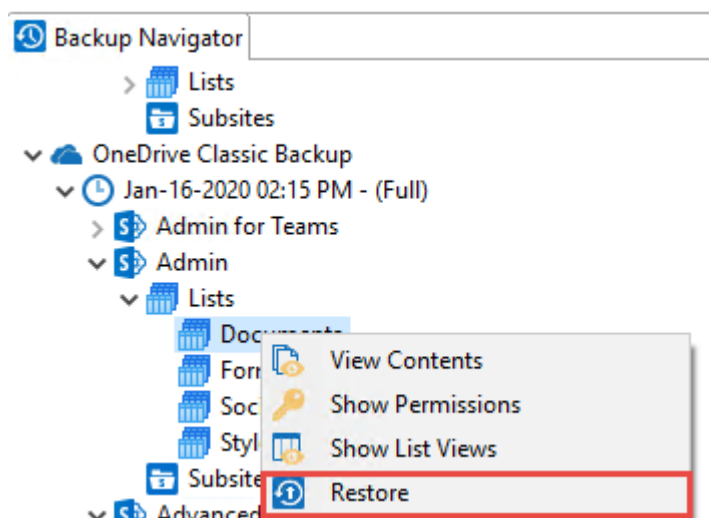 Backup Navigator
Lists
Subsites
OneDrive Classic Backup
Jan-16-2020 02:15 PM - (Full)
Admin for Teams
Admin
Lists
Documents
View Contents
Show Permissions
Show List Views
Restore
Advanced